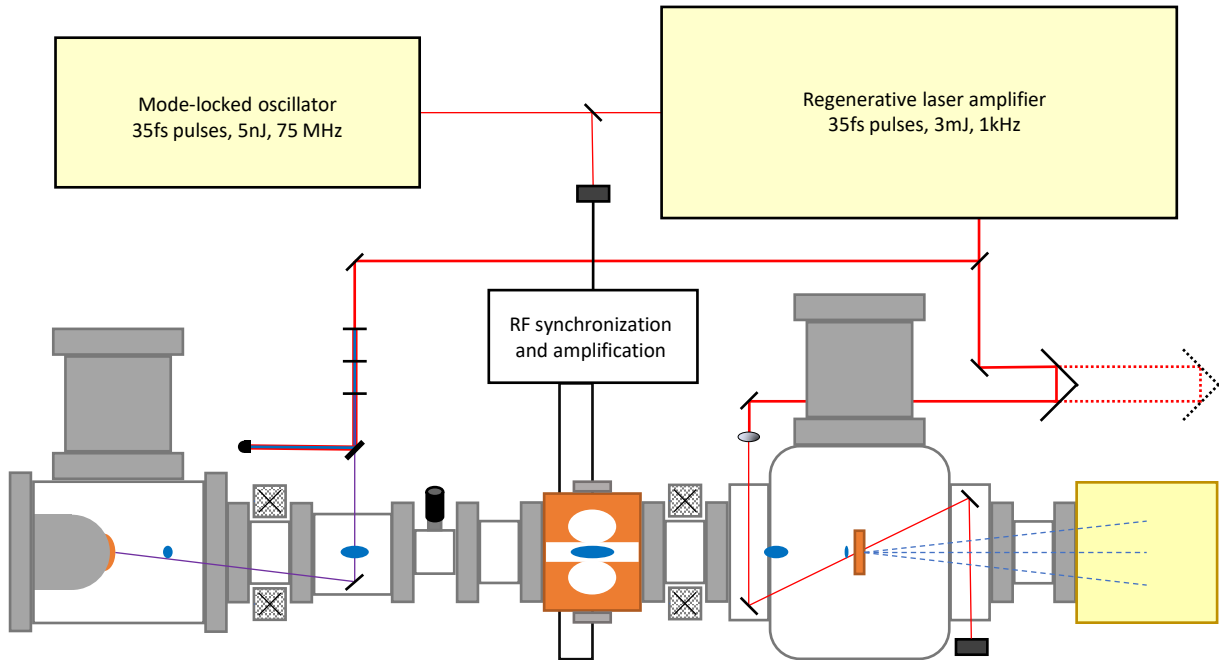 Mode-locked oscillator
35fs pulses, 5nJ, 75 MHz
Regenerative laser amplifier
35fs pulses, 3mJ, 1kHz
RF synchronization
and amplification